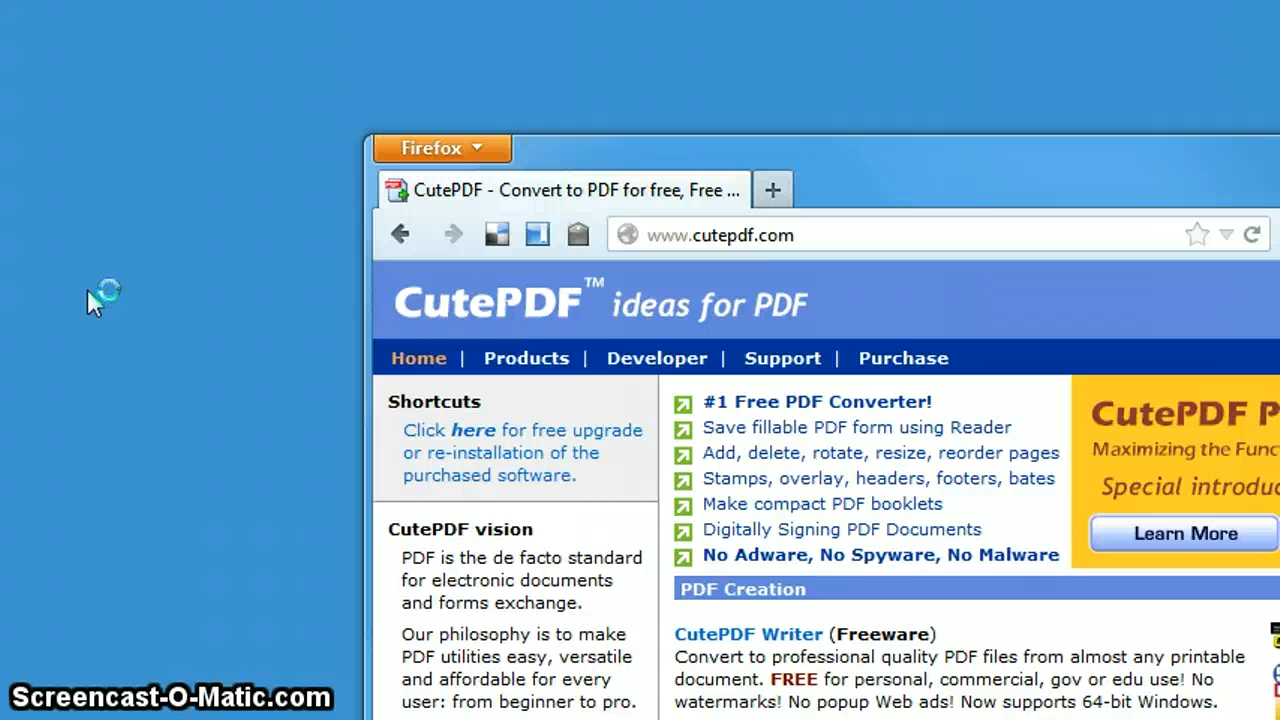 Firefox
CutePDF - Convert to PDF for free, Free ...
www.cutepdf.com
CutePDF™ ideas for PDF
Home | Products | Developer | Support | Purchase
Shortcuts
Click here for free upgrade
or re-installation of the
purchased software.
CutePDF vision
PDF is the de facto standard
for electronic documents
and forms exchange.
Our philosophy is to make
PDF utilities easy, versatile
and affordable for every
user: from beginner to pro.
#1 Free PDF Converter!
Save fillable PDF form using Reader
Add, delete, rotate, resize, reorder pages
Stamps, overlay, headers, footers, bates
Make compact PDF booklets
Digitally Signing PDF Documents
No Adware, No Spyware, No Malware
CutePDF P
Maximizing the Func
Special introduc
Learn More
PDF Creation
CutePDF Writer (Freeware)
Convert to professional quality PDF files from almost any printable
document. FREE for personal, commercial, gov or edu use! No
watermarks! No popup Web ads! Now supports 64-bit Windows.
Screencast-O-Matic.com